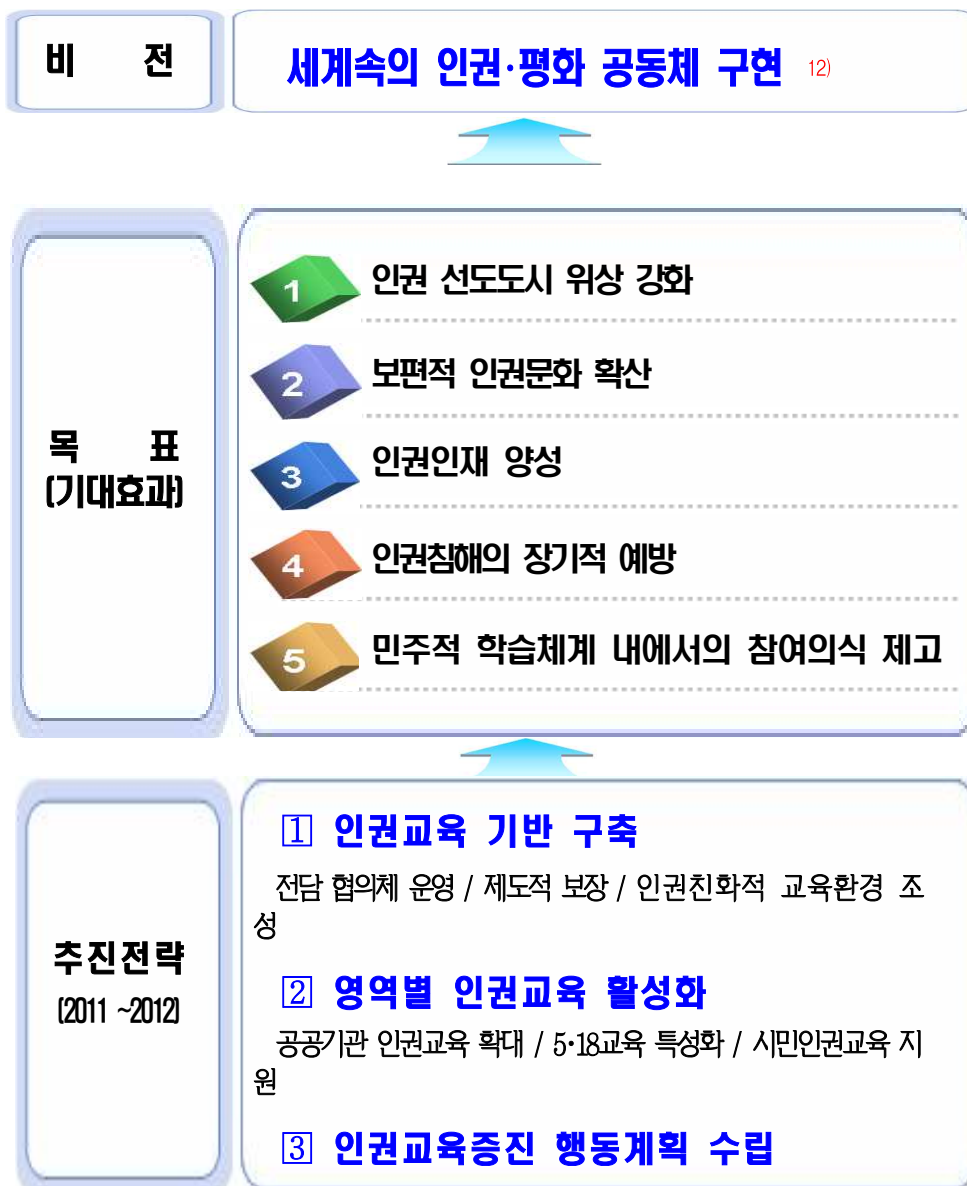 비 전
세계속의 인권·평화 공동체 구현 12)
1 인권 선도도시 위상 강화
2 보편적 인권문화 확산
목 표
(기대효과)
3 인권인재 양성
4 인권침해의 장기적 예방
5 민주적 학습체계 내에서의 참여의식 제고
추진전략
(2011 ~2012)
1 인권교육 기반 구축
전담 협의체 운영 / 제도적 보장 / 인권친화적 교육환경 조
성
2 영역별 인권교육 활성화
공공기관 인권교육 확대 / 5·18교육 특성화 / 시민인권교육 지
원
3 인권교육증진 행동계획 수립